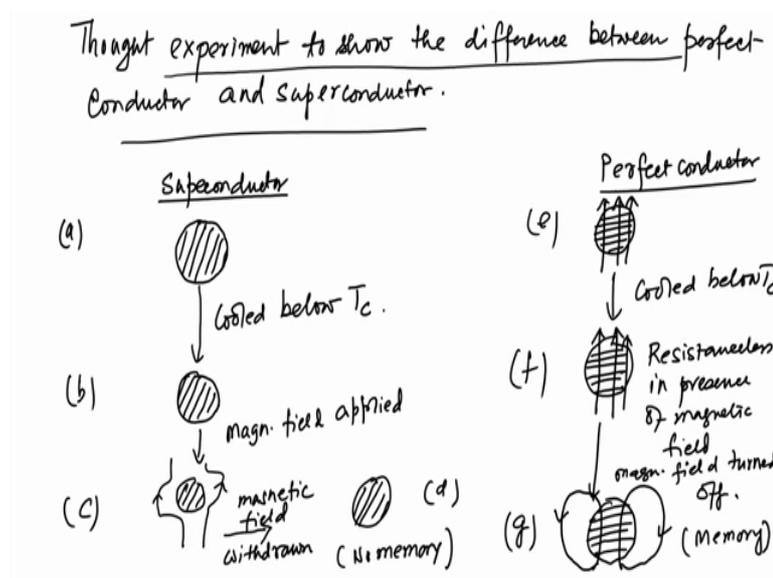 Thought experiment to show the difference between perfect-
Conductor and superconductor.
Superconductor
Perfect conductor
(a)
(e)
Cooled below Tc.
Cooled below Tc
(b)
(f)
Resistanceless
in presence
of magnetic
field
magn. field applied
magn. field turned
off.
(c)
magnetic
field
withdrawn
(d)
(No memory)
(g)
(Memory)